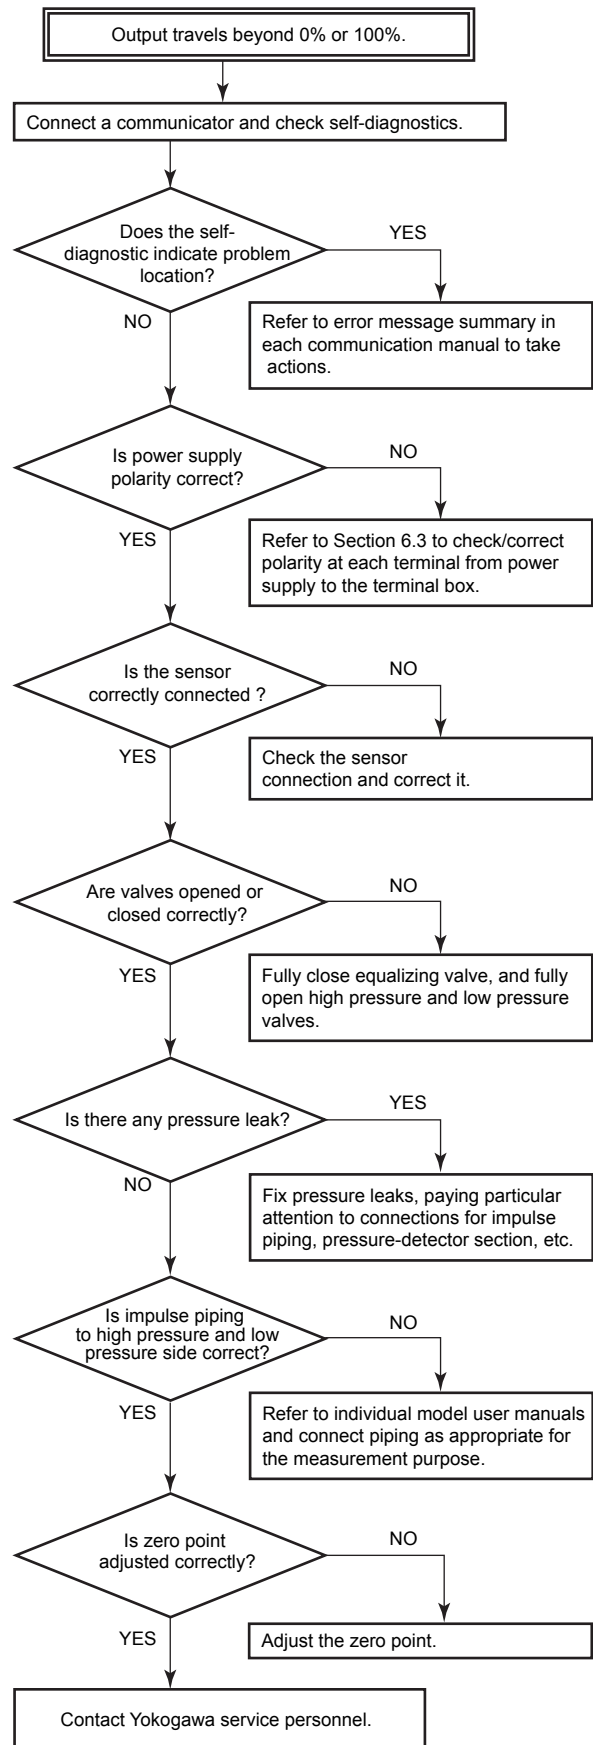 Output travels beyond 0% or 100%.
Connect a communicator and check self-diagnostics.
Does the self-
diagnostic indicate problem
location?
YES
NO
Refer to error message summary in
each communication manual to take
actions.
Is power supply
polarity correct?
NO
YES
Refer to Section 6.3 to check/correct
polarity at each terminal from power
supply to the terminal box.
Is the sensor
correctly connected ?
NO
YES
Check the sensor
connection and correct it.
Are valves opened or
closed correctly?
NO
YES
Fully close equalizing valve, and fully
open high pressure and low pressure
valves.
Is there any pressure leak?
YES
NO
Fix pressure leaks, paying particular
attention to connections for impulse
piping, pressure-detector section, etc.
Is impulse piping
to high pressure and low
pressure side correct?
NO
YES
Refer to individual model user manuals
and connect piping as appropriate for
the measurement purpose.
Is zero point
adjusted correctly?
NO
YES
Adjust the zero point.
Contact Yokogawa service personnel.